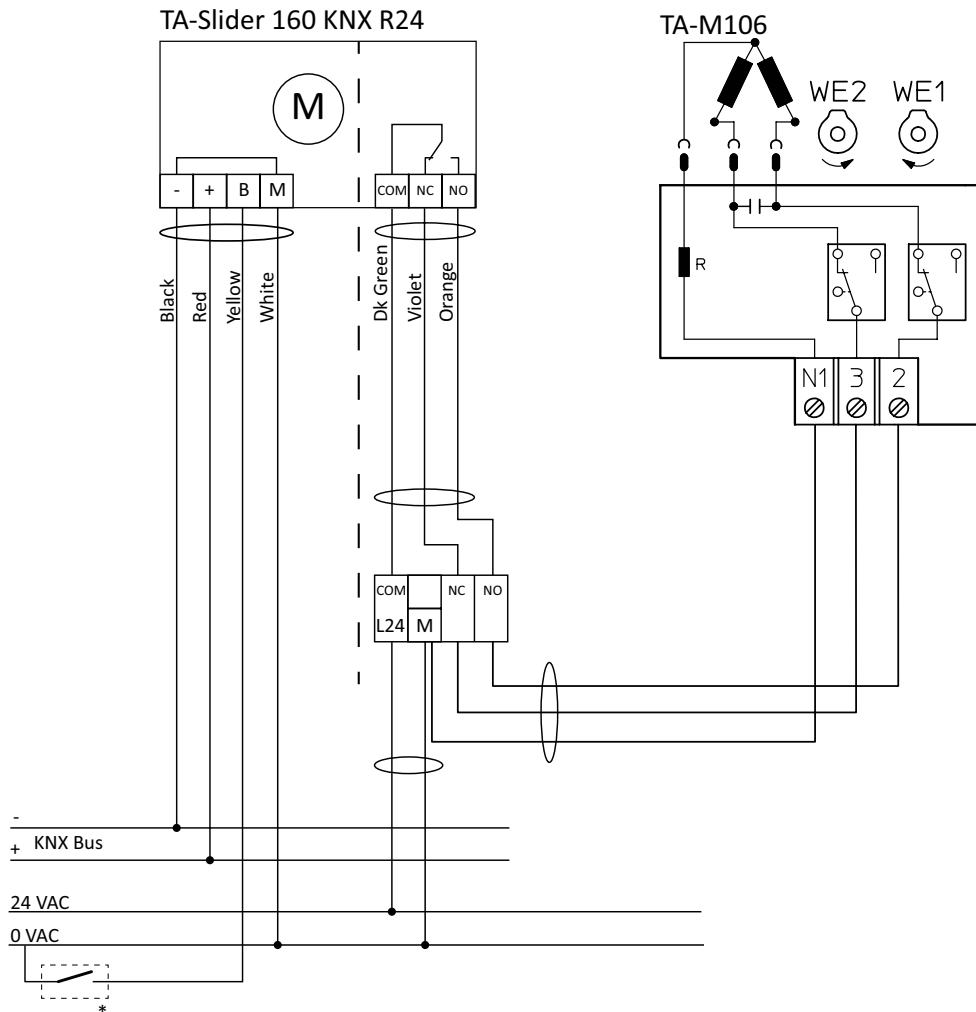 TA-Slider 160 KNX R24
TA-M106
M
WE2 WE1
- + B M
COM NC NO
Black
Red
Yellow
White
Dk Green
Violet
Orange
R
N1 3 2
COM NC NO
L24 M
-
+ KNX Bus
24 VAC
0 VAC
*